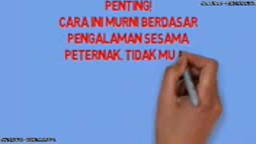 PENTING!
CARA INI MURNI BERDASAR
PENGALAMAN SESAMA
PETERNAK. TIDAK MU